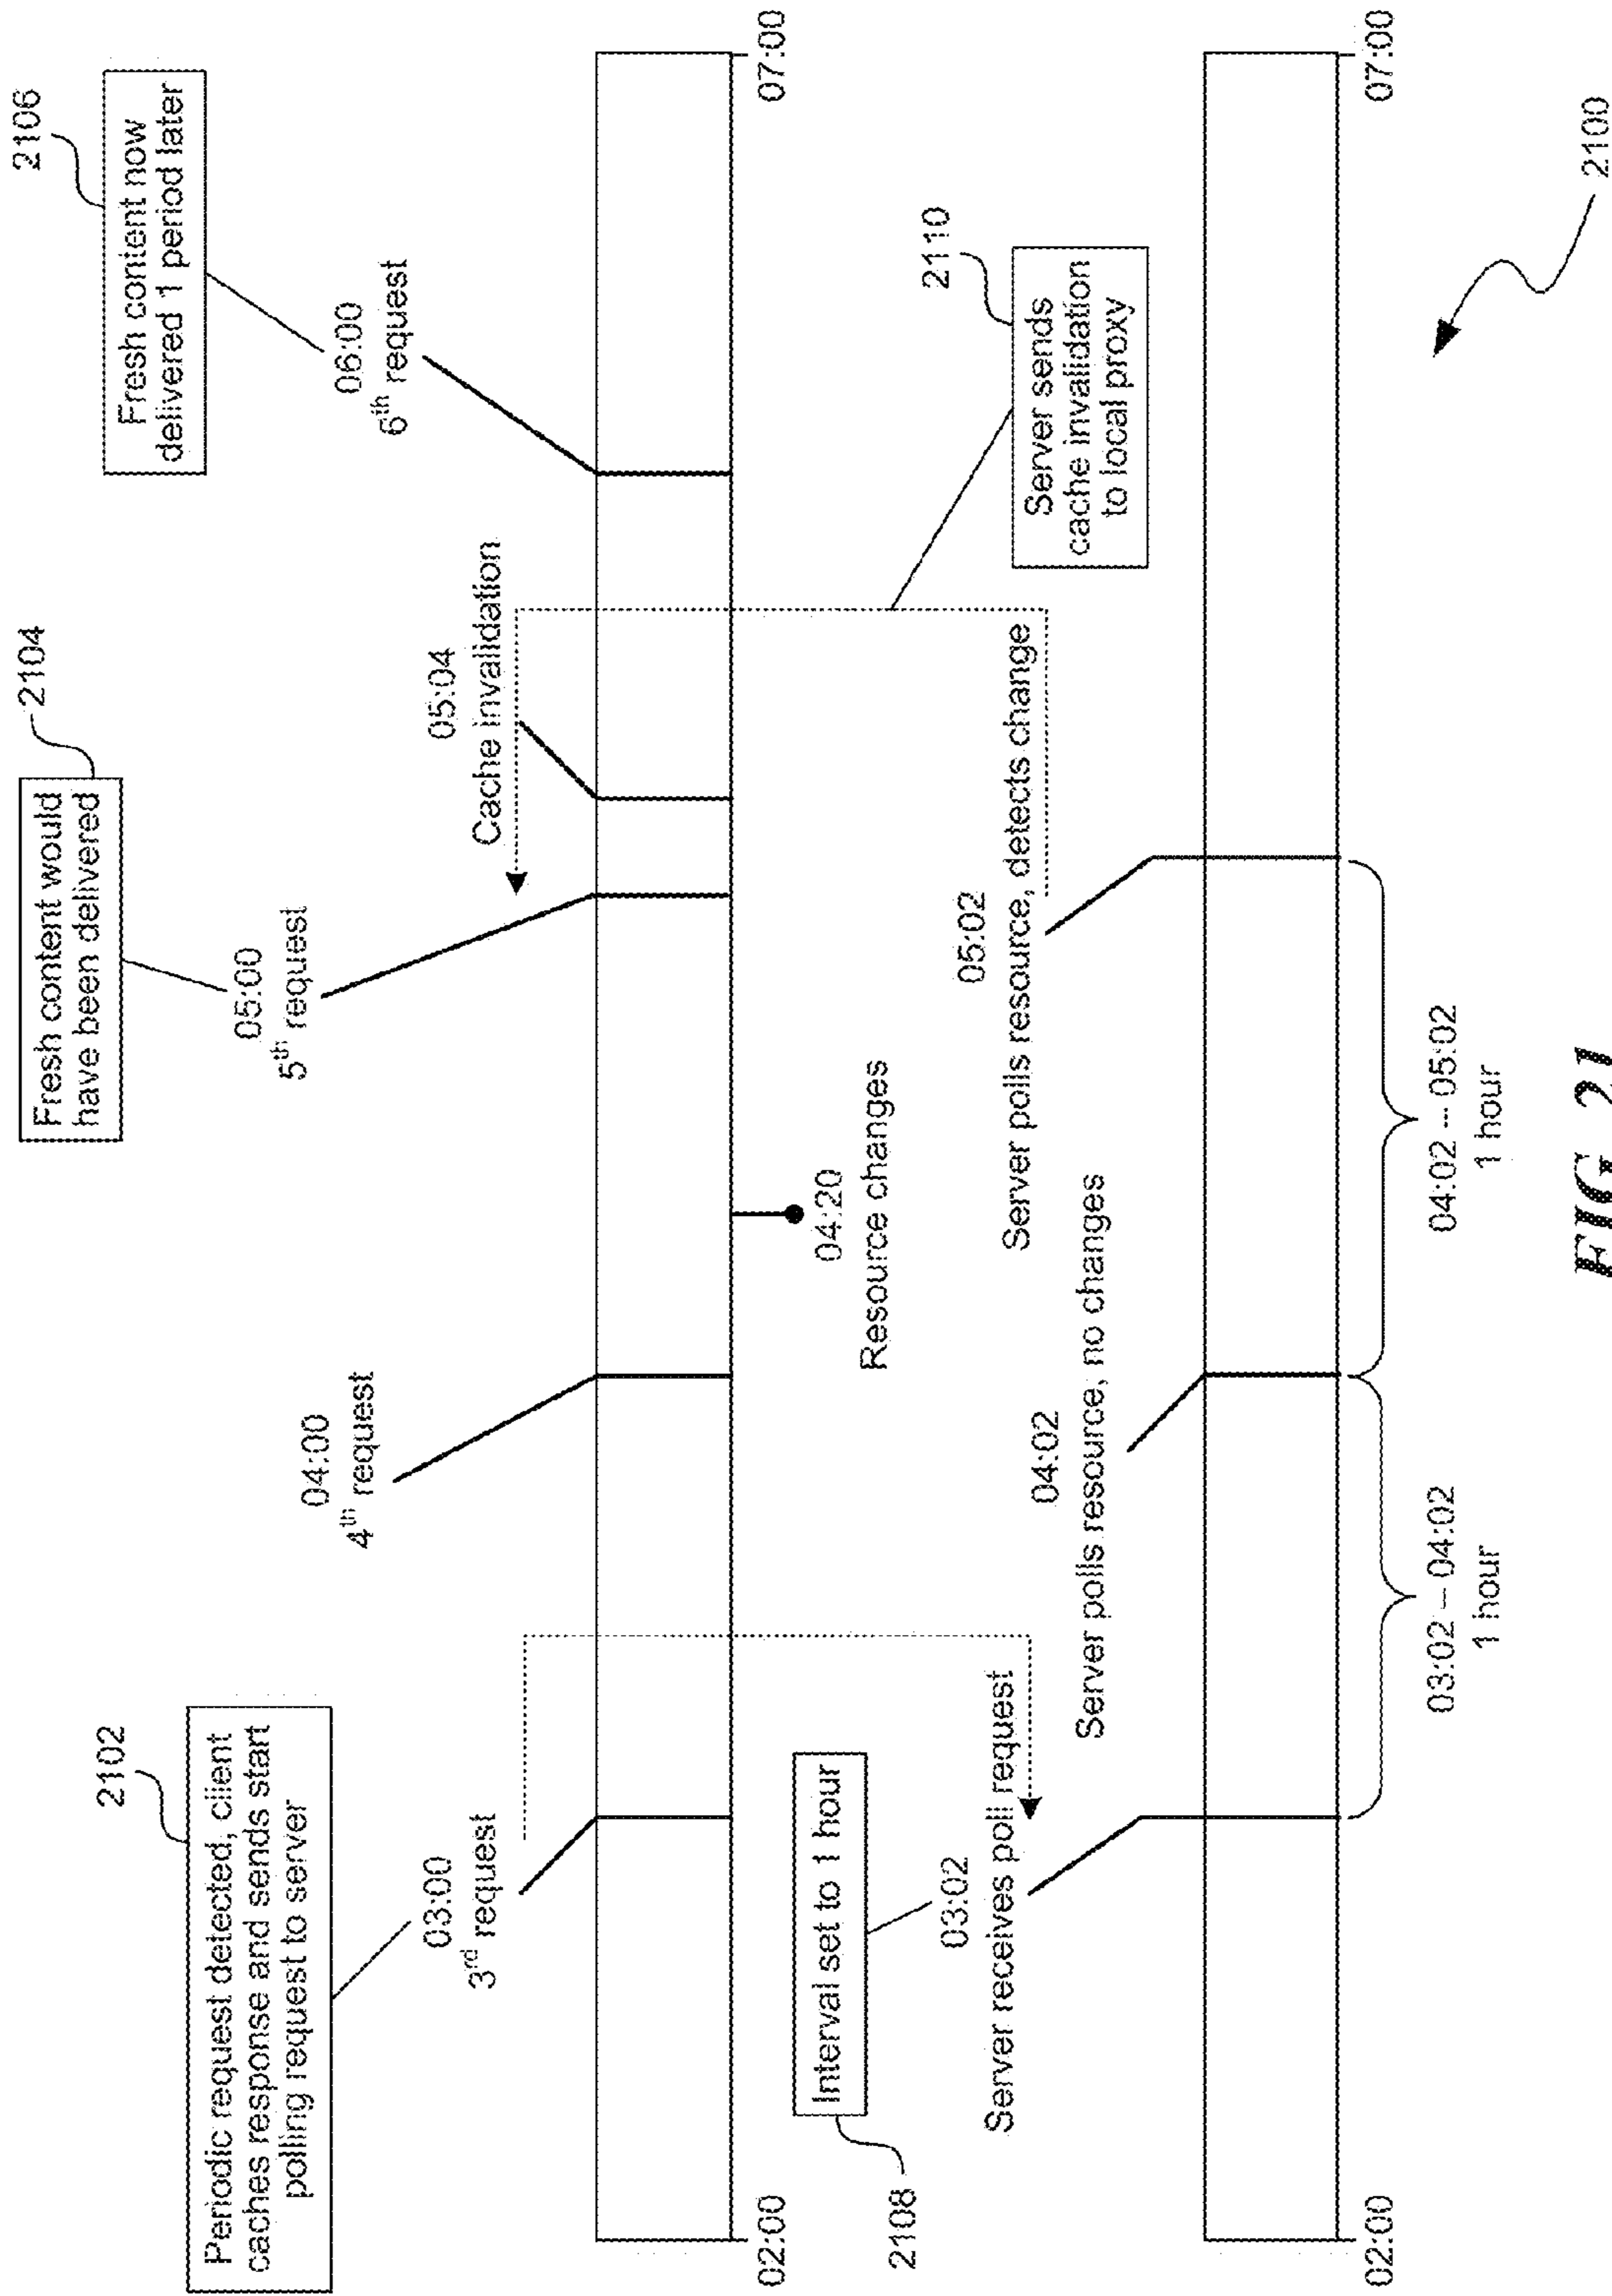 2102
Periodic request detected, client
caches response and sends start
polling request to server
03:00
3rd request
04:00
4th request
2104
Fresh content would
have been delivered
05:00
5th request
05:04
Cache invalidation
2106
Fresh content now
delivered 1 period later
06:00
6th request
02:00
07:00
04:20
Resource changes
2108
Interval set to 1 hour
03:02
Server receives poll request
04:02
Server polls resource, no changes
05:02
Server polls resource, detects change
2110
Server sends
cache invalidation
to local proxy
02:00
07:00
03:02 – 04:02
1 hour
04:02 – 05:02
1 hour
2100
FIG. 21